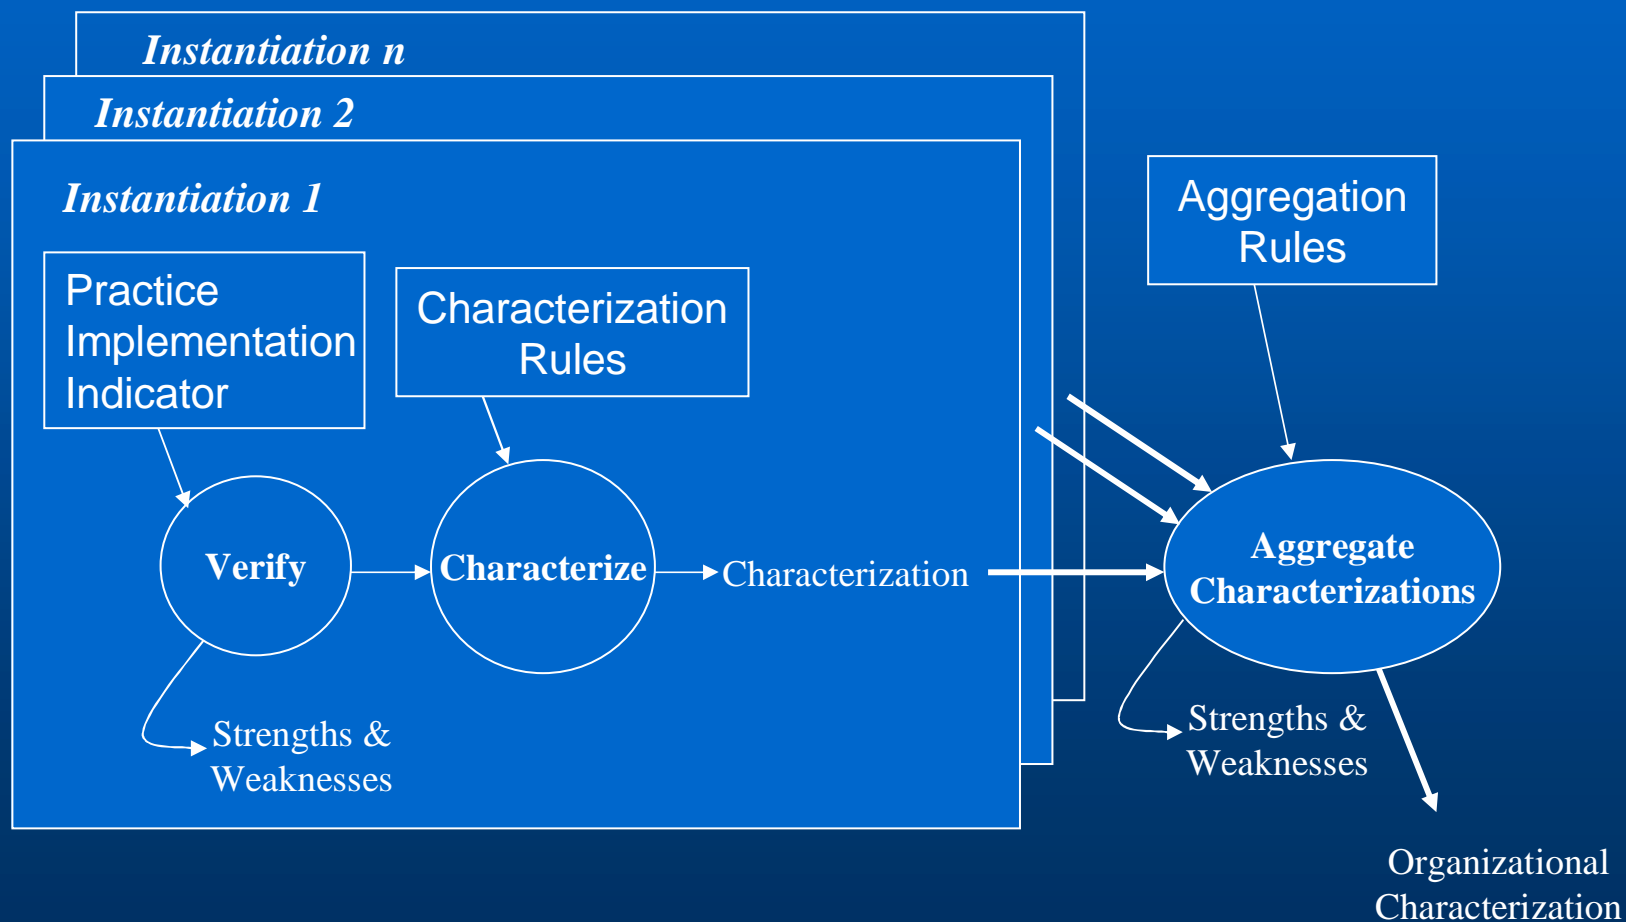 Instantiation n
Instantiation 2
Instantiation 1
Practice
Implementation
Indicator
Characterization
Rules
Aggregation
Rules
Verify
Characterize
Characterization
Aggregate
Characterizations
Strengths &
Weaknesses
Strengths &
Weaknesses
Organizational
Characterization